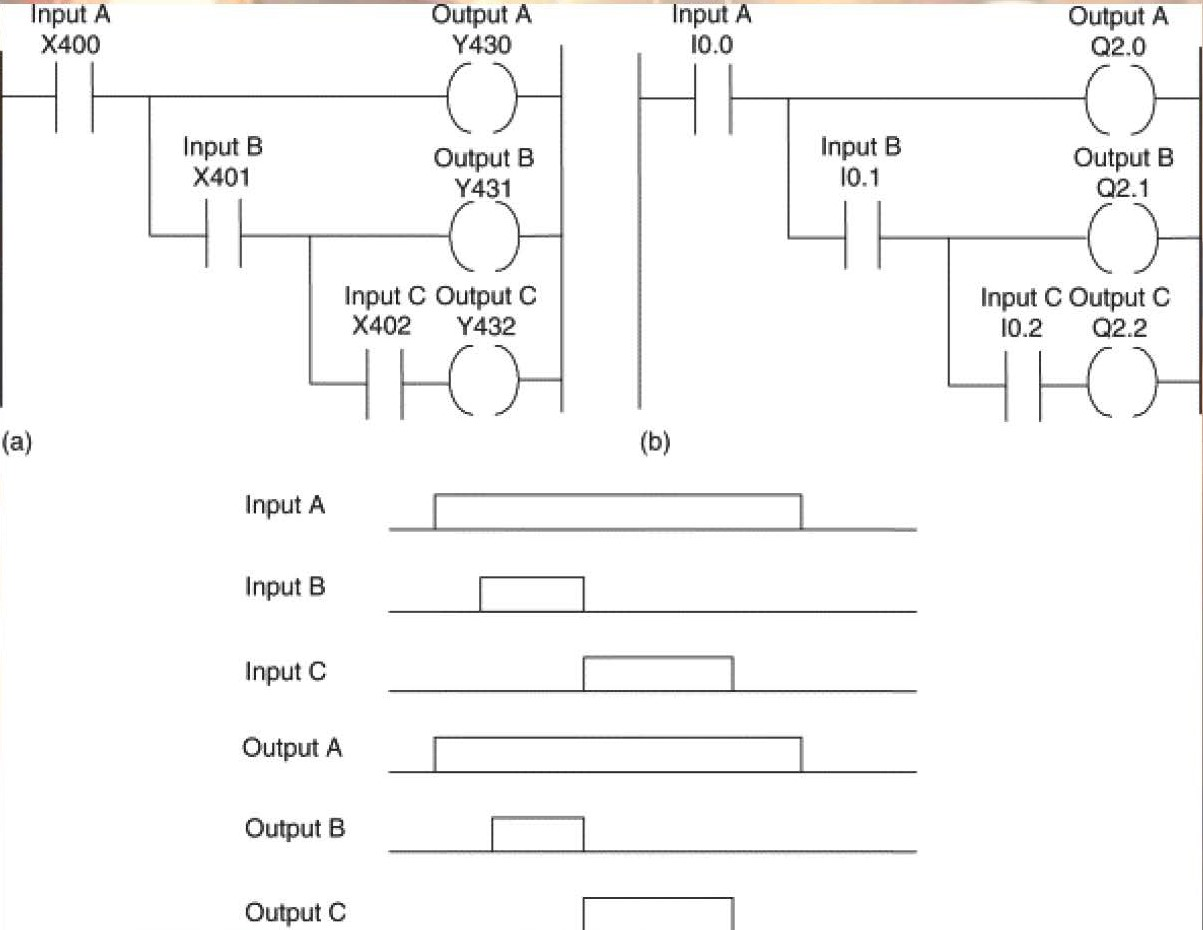 Input A
X400
Output A
Y430
Input B
X401
Output B
Y431
Input C Output C
X402 Y432
(a)
Input A
I0.0
Output A
Q2.0
Input B
I0.1
Output B
Q2.1
Input C Output C
I0.2 Q2.2
(b)
Input A
Input B
Input C
Output A
Output B
Output C